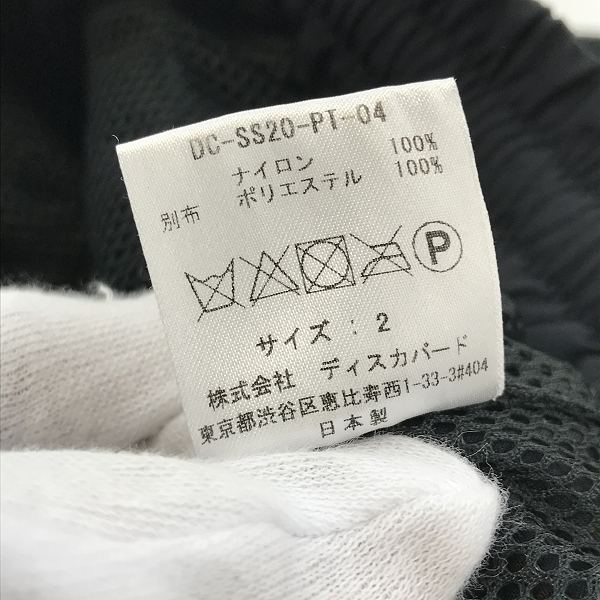 DC-SS20-PT-04
ナイロン 100%
別布 ポリエステル 100%
P
サイズ : 2
株式会社 ディスカバード
東京都渋谷区恵比寿西1-33-3#404
日本製